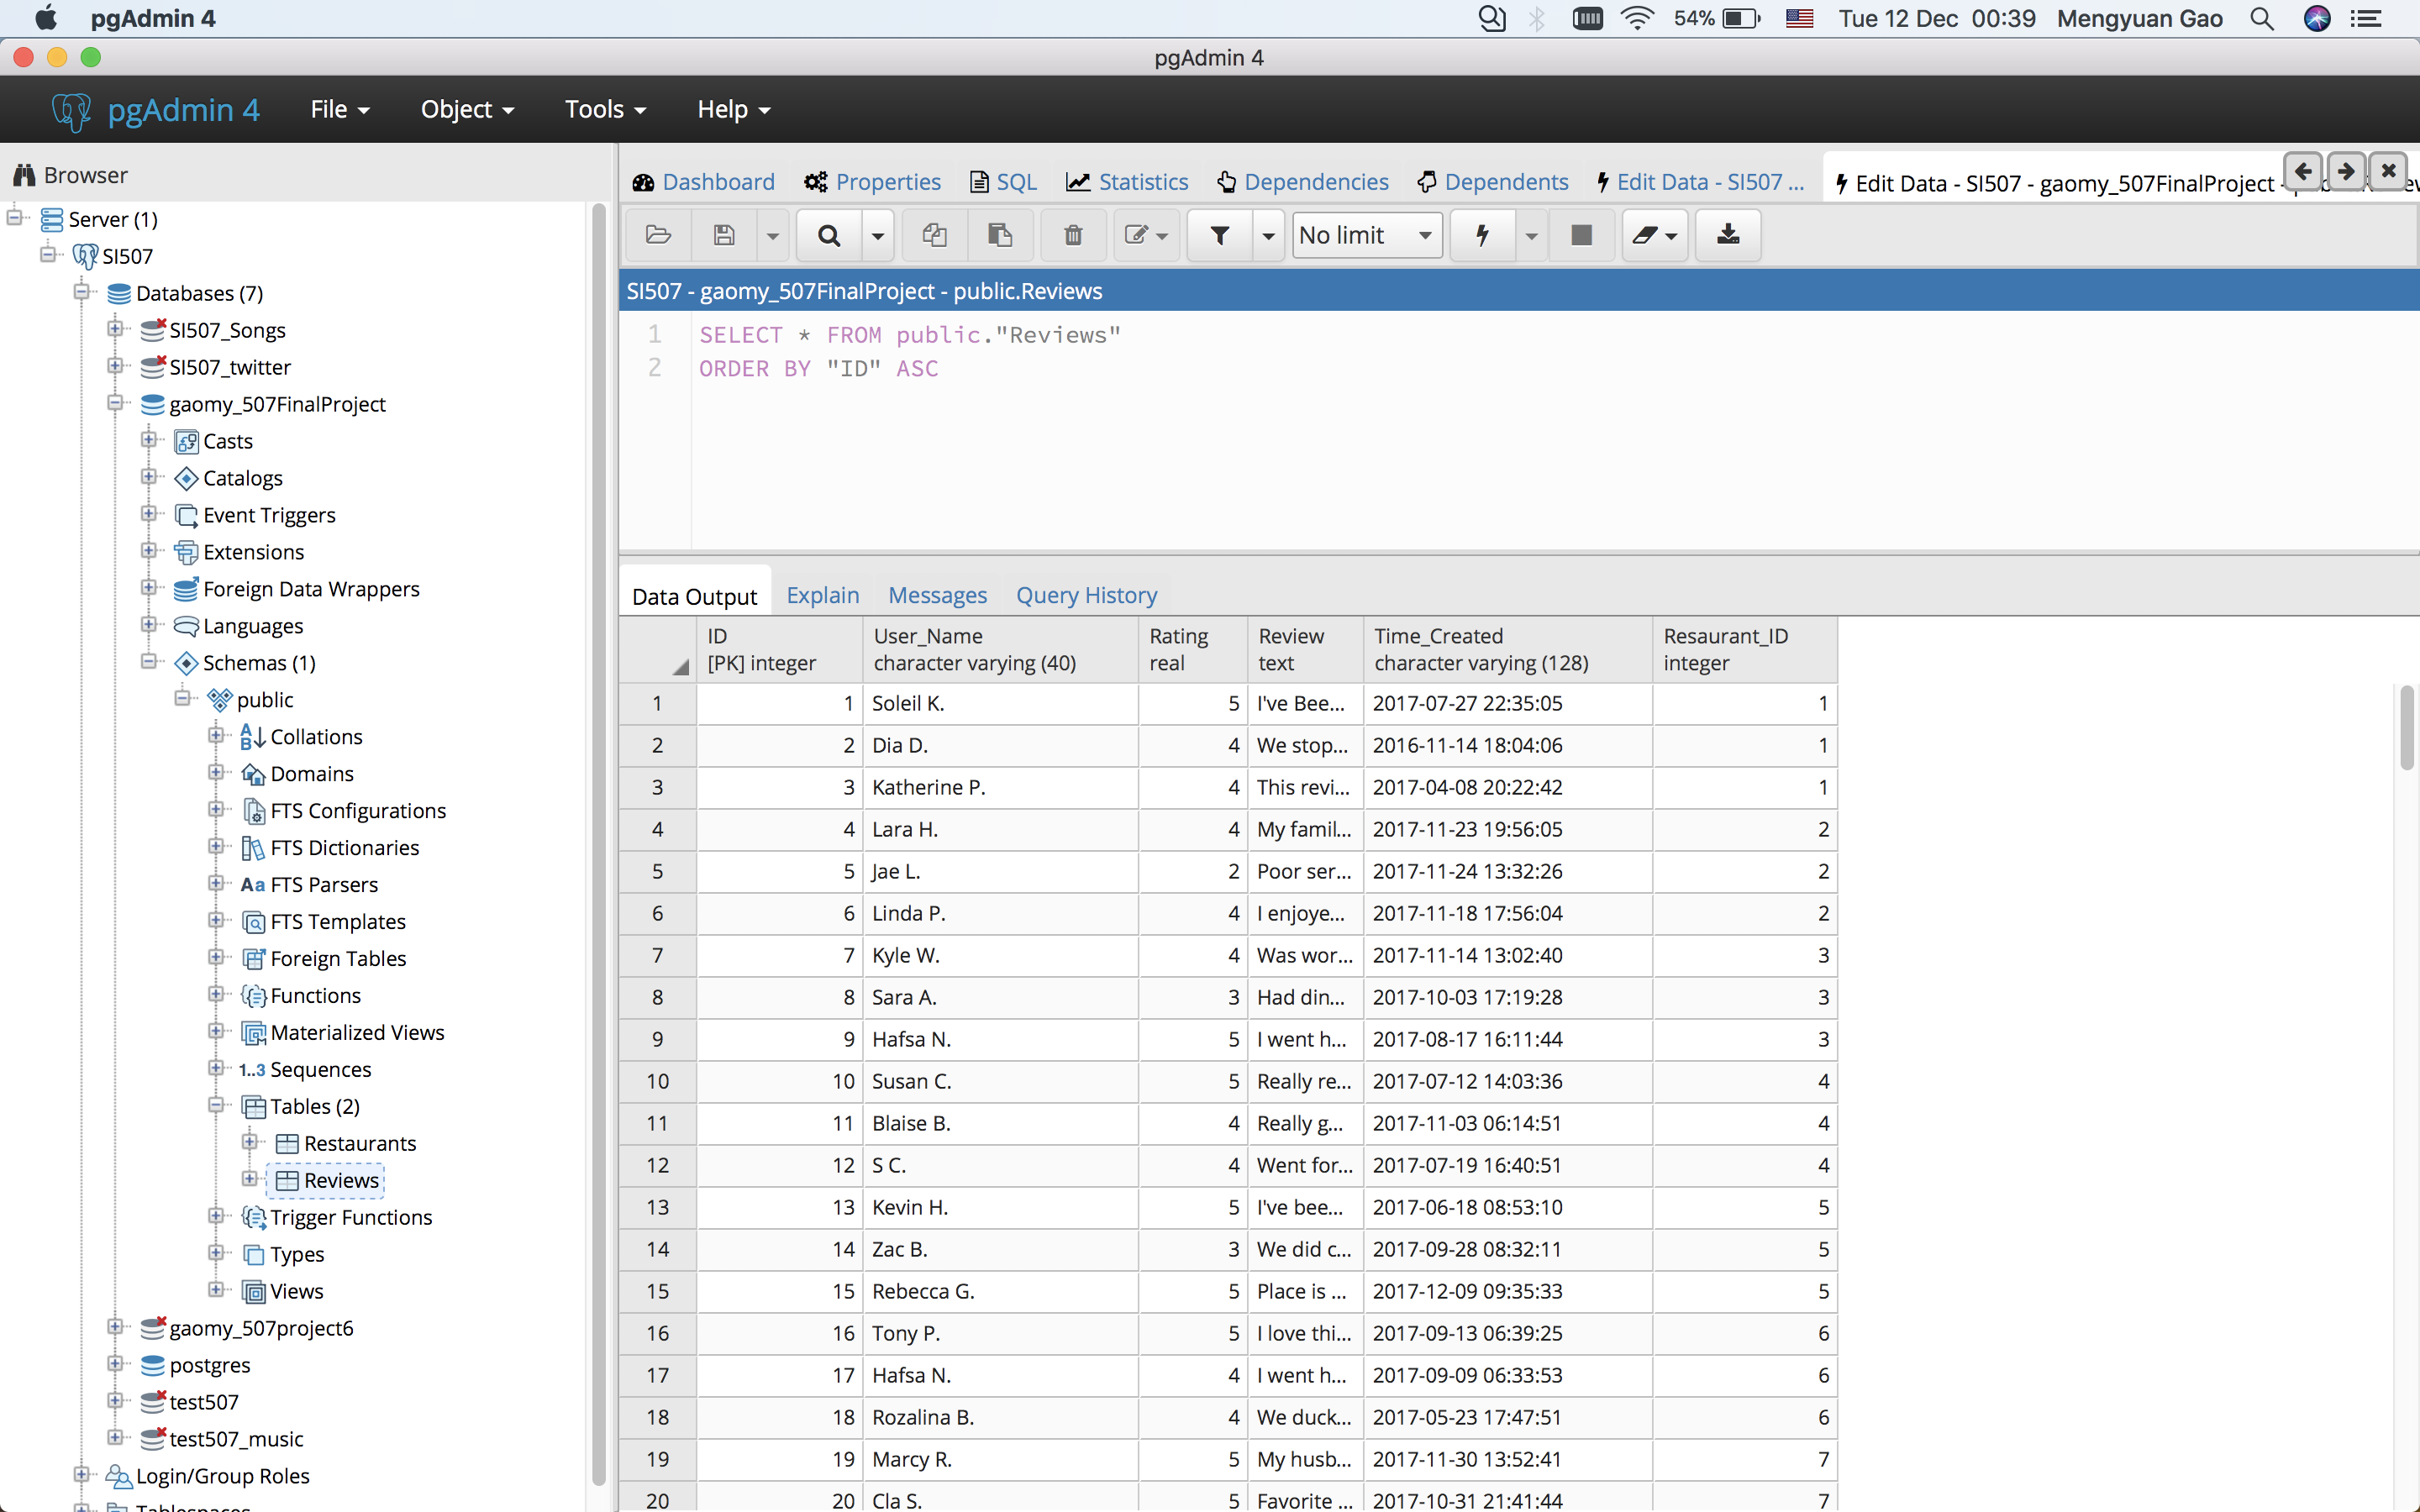 pgAdmin 4
54%
Tue 12 Dec 00:39
Mengyuan Gao
pgAdmin 4
pgAdmin 4
File
Object
Tools
Help
Browser
Server (1)
SI507
Databases (7)
SI507_Songs
SI507_twitter
gaomy_507FinalProject
Casts
Catalogs
Event Triggers
Extensions
Foreign Data Wrappers
Languages
Schemas (1)
public
Collations
Domains
FTS Configurations
FTS Dictionaries
Aa FTS Parsers
FTS Templates
Foreign Tables
Functions
Materialized Views
1..3 Sequences
Tables (2)
Restaurants
Reviews
Trigger Functions
Types
Views
gaomy_507project6
postgres
test507
test507_music
Login/Group Roles
Tablespaces
Dashboard
Properties
SQL
Statistics
Dependencies
Dependents
Edit Data - SI507 ...
Edit Data - SI507 - gaomy_507FinalProject -
No limit
SI507 - gaomy_507FinalProject - public.Reviews
1 SELECT * FROM public."Reviews"
2 ORDER BY "ID" ASC
Data Output
Explain
Messages
Query History
ID User_Name Rating Review Time_Created Resaurant_ID
[PK] integer character varying (40) real text character varying (128) integer
1 1 Soleil K. 5 I've Bee... 2017-07-27 22:35:05 1
2 2 Dia D. 4 We stop... 2016-11-14 18:04:06 1
3 3 Katherine P. 4 This revi... 2017-04-08 20:22:42 1
4 4 Lara H. 4 My famil... 2017-11-23 19:56:05 2
5 5 Jae L. 2 Poor ser... 2017-11-24 13:32:26 2
6 6 Linda P. 4 I enjoye... 2017-11-18 17:56:04 2
7 7 Kyle W. 4 Was wor... 2017-11-14 13:02:40 3
8 8 Sara A. 3 Had din... 2017-10-03 17:19:28 3
9 9 Hafsa N. 5 I went h... 2017-08-17 16:11:44 3
10 10 Susan C. 5 Really re... 2017-07-12 14:03:36 4
11 11 Blaise B. 4 Really g... 2017-11-03 06:14:51 4
12 12 S C. 4 Went for... 2017-07-19 16:40:51 4
13 13 Kevin H. 5 I've bee... 2017-06-18 08:53:10 5
14 14 Zac B. 3 We did c... 2017-09-28 08:32:11 5
15 15 Rebecca G. 5 Place is ... 2017-12-09 09:35:33 5
16 16 Tony P. 5 I love thi... 2017-09-13 06:39:25 6
17 17 Hafsa N. 4 I went h... 2017-09-09 06:33:53 6
18 18 Rozalina B. 4 We duck... 2017-05-23 17:47:51 6
19 19 Marcy R. 5 My husb... 2017-11-30 13:52:41 7
20 20 Cla S. 5 Favorite ... 2017-10-31 21:41:44 7